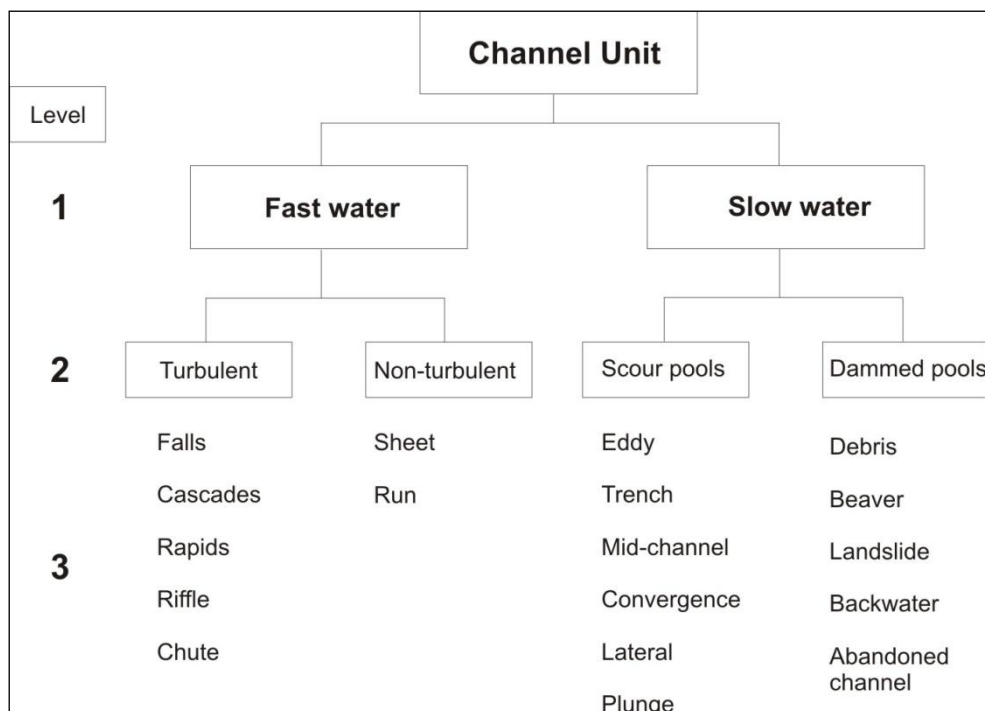 Channel Unit
Level
1
Fast water
Slow water
2
Turbulent
Non-turbulent
Scour pools
Dammed pools
3
Falls
Cascades
Rapids
Riffle
Chute
Sheet
Run
Eddy
Trench
Mid-channel
Convergence
Lateral
Plunge
Debris
Beaver
Landslide
Backwater
Abandoned
channel